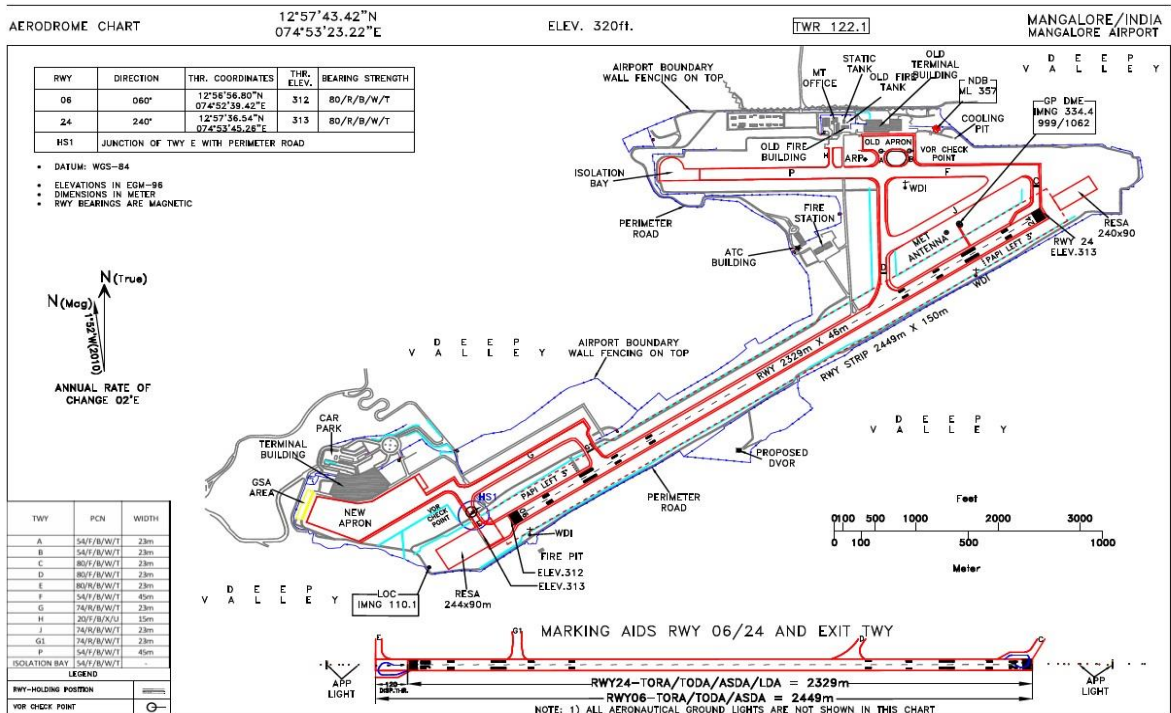 AERODROME CHART
12°57'43.42"N
074°53'23.22"E
ELEV. 320ft.
TWR 122.1
MANGALORE/INDIA
MANGALORE AIRPORT
RWY DIRECTION THR. COORDINATES THR. ELEV. BEARING STRENGTH
06 060° 12°56'56.80"N 074°52'39.42"E 312 80/R/B/W/T
24 240° 12°57'36.54"N 074°53'45.26"E 313 80/R/B/W/T
HS1 JUNCTION OF TWY E WITH PERIMETER ROAD
• DATUM: WGS-84
• ELEVATIONS IN EGM-96
• DIMENSIONS IN METER
• RWY BEARINGS ARE MAGNETIC
N(True)
N(Mag)
1°52'W(2010)
ANNUAL RATE OF
CHANGE 02'E
AIRPORT BOUNDARY
WALL FENCING ON TOP
MT
OFFICE
STATIC
TANK
OLD FIRE
TANK
OLD
TERMINAL
BUILDING
NDB
ML 357
D E E P
V A L L E Y
GP DME
IMNG 334.4
999/1062
COOLING
PIT
OLD FIRE
BUILDING
OLD APRON
VOR CHECK
POINT
H
ARP
A
B
ISOLATION
BAY
P
F
C
WDI
J
PERIMETER
ROAD
FIRE
STATION
ATC
BUILDING
MET
ANTENNA
D
24
PAPI LEFT 3°
WDI
RESA
240x90
RWY 24
ELEV.313
RWY 2329m X 46m
RWY STRIP 2449m X 150m
D E E P
V A L L E Y
AIRPORT BOUNDARY
WALL FENCING ON TOP
D E E P
V A L L E Y
CAR
PARK
TERMINAL
BUILDING
GSA
AREA
NEW
APRON
G
G1
HS1
PAPI LEFT 3°
VOR
CHECK
POINT
E
06
PROPOSED
DVOR
PERIMETER
ROAD
WDI
FIRE PIT
ELEV.312
ELEV.313
RESA
244x90m
LOC
IMNG 110.1
D E E P
V A L L E Y
Feet
0 100 500 1000 2000 3000
0 100 500 1000
Meter
TWY PCN WIDTH
A 54/F/B/W/T 23m
B 54/F/B/W/T 23m
C 80/F/B/W/T 23m
D 80/F/B/W/T 23m
E 80/R/B/W/T 23m
F 54/F/B/W/T 45m
G 74/R/B/W/T 23m
H 20/F/B/X/U 15m
J 74/R/B/W/T 23m
G1 74/R/B/W/T 23m
P 54/F/B/W/T 45m
ISOLATION BAY 54/F/B/W/T -
LEGEND
RWY-HOLDING POSITION
VOR CHECK POINT
MARKING AIDS RWY 06/24 AND EXIT TWY
E
G1
D
C
APP
LIGHT
120
DISP.THR.
RWY24-TORA/TODA/ASDA/LDA = 2329m
RWY06-TORA/TODA/ASDA = 2449m
APP
LIGHT
NOTE: 1) ALL AERONAUTICAL GROUND LIGHTS ARE NOT SHOWN IN THIS CHART